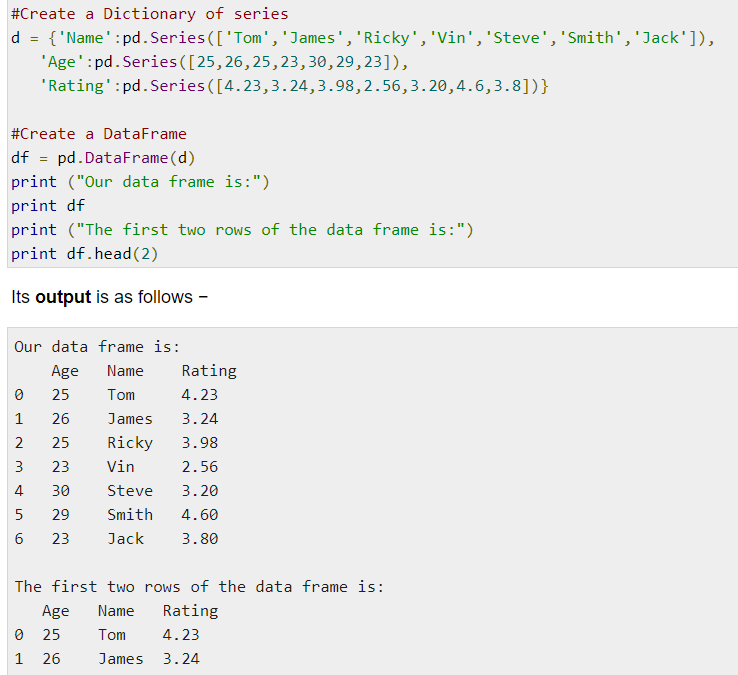 #Create a Dictionary of series
d = {'Name':pd.Series(['Tom','James','Ricky','Vin','Steve','Smith','Jack']),
   'Age':pd.Series([25,26,25,23,30,29,23]),
   'Rating':pd.Series([4.23,3.24,3.98,2.56,3.20,4.6,3.8])}
#Create a DataFrame
df = pd.DataFrame(d)
print ("Our data frame is:")
print df
print ("The first two rows of the data frame is:")
print df.head(2)
Its output is as follows −
Our data frame is:
    Age   Name    Rating
0   25    Tom     4.23
1   26    James   3.24
2   25    Ricky   3.98
3   23    Vin     2.56
4   30    Steve   3.20
5   29    Smith   4.60
6   23    Jack    3.80
The first two rows of the data frame is:
   Age   Name   Rating
0  25    Tom    4.23
1  26    James  3.24